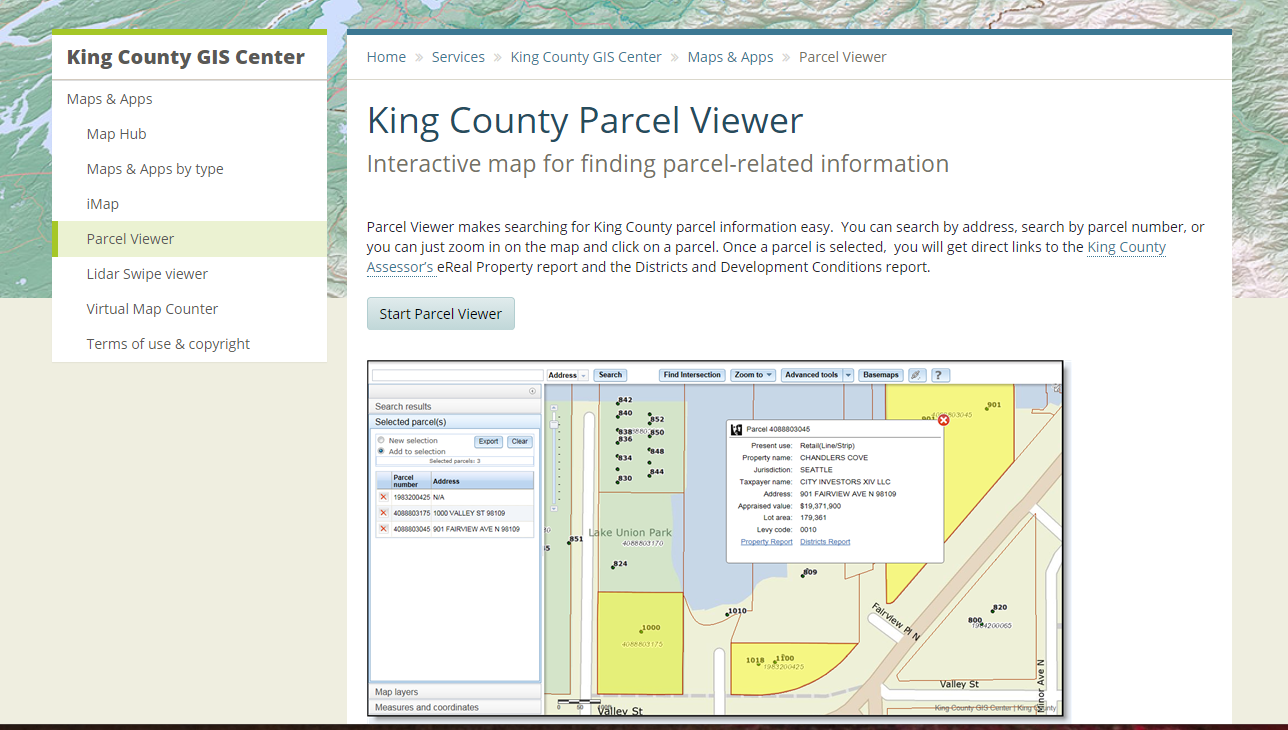 King County GIS Center
Maps & Apps
Map Hub
Maps & Apps by type
iMap
Parcel Viewer
Lidar Swipe viewer
Virtual Map Counter
Terms of use & copyright
Home » Services » King County GIS Center » Maps & Apps » Parcel Viewer
King County Parcel Viewer
Interactive map for finding parcel-related information
Parcel Viewer makes searching for King County parcel information easy.  You can search by address, search by parcel number, or
you can just zoom in on the map and click on a parcel. Once a parcel is selected,  you will get direct links to the King County
Assessor's eReal Property report and the Districts and Development Conditions report.
Start Parcel Viewer
Address Search Find Intersection Zoom to Advanced tools Basemaps ?
Search results
Selected parcel(s)
New selection Export Clear
Add to selection
Selected parcels: 3
Parcel number Address
1983200425 N/A
4088803175 1000 VALLEY ST 98109
4088803045 901 FAIRVIEW AVE N 98109
Map layers
Measures and coordinates
842
840
852
838
850
836
834
848
844
830
851
Lake Union Park
4088803170
824
1000
4088803175
1010
809
1018
1100
1983200425
901
901
Parcel 4088803045
Present use: Retail(Line/Strip)
Property name: CHANDLERS COVE
Jurisdiction: SEATTLE
Taxpayer name: CITY INVESTORS XIV LLC
Address: 901 FAIRVIEW AVE N 98109
Appraised value: $19,371,900
Lot area: 179,361
Levy code: 0010
Property Report Districts Report
Fairview Pl N
820
800
1984200065
Valley St
Minor Ave N
Valley St
0 50
King County GIS Center | King County